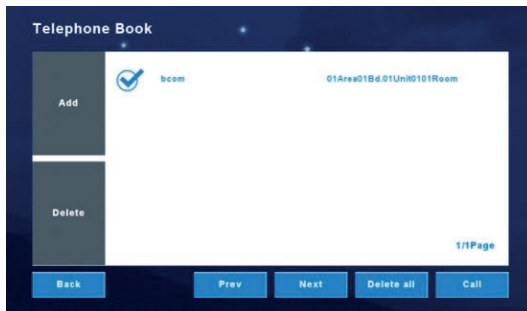 Telephone Book
Add
bcom 01Area01Bd.01Unit0101Room
Delete
1/1Page
Back Prev Next Delete all Call